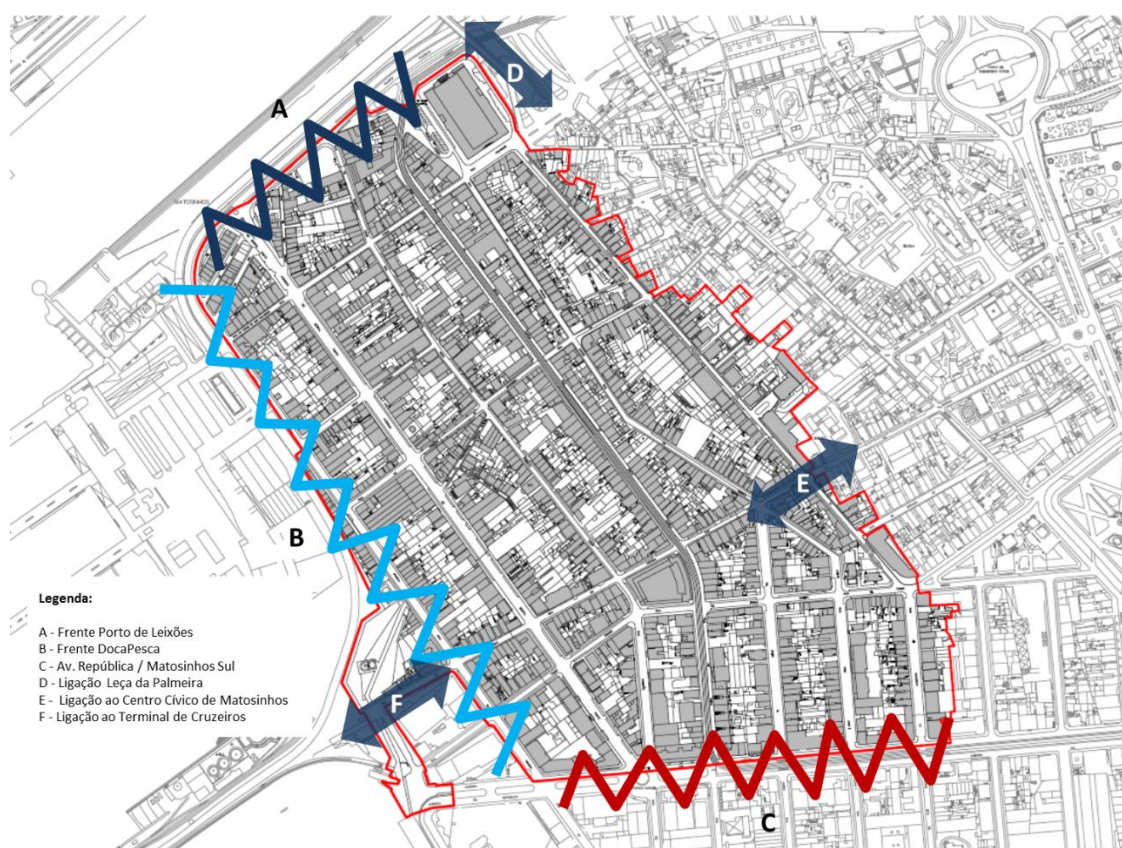 D
A
MATOSINHOS
E
B
Legenda:
A - Frente Porto de Leixões
B - Frente DocaPesca
C - Av. República / Matosinhos Sul
D - Ligação Leça da Palmeira
E - Ligação ao Centro Cívico de Matosinhos
F - Ligação ao Terminal de Cruzeiros
F
C